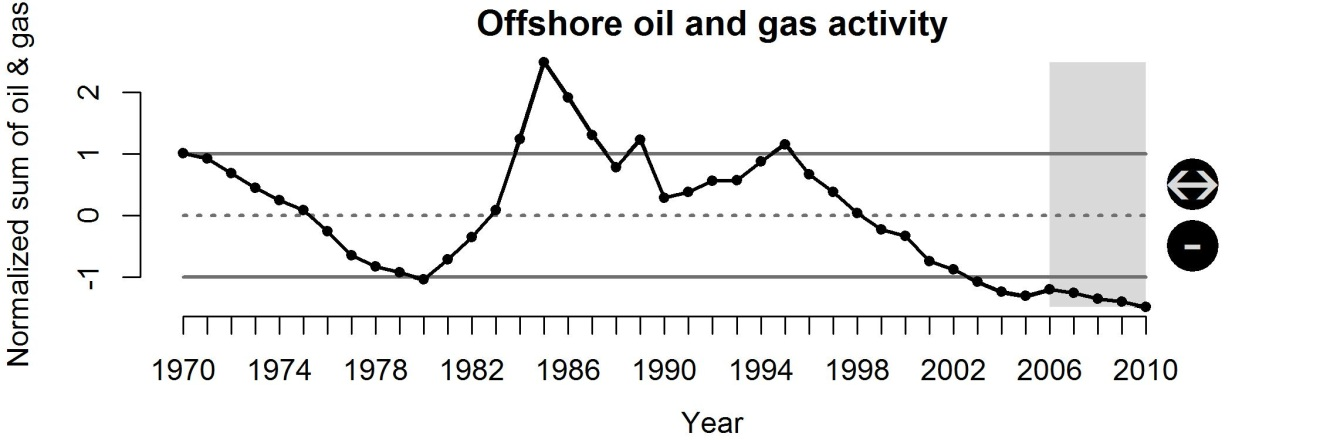 Offshore oil and gas activity
Normalized sum of oil & gas
2
1
0
-1
1970 1974 1978 1982 1986 1990 1994 1998 2002 2006 2010
Year
-